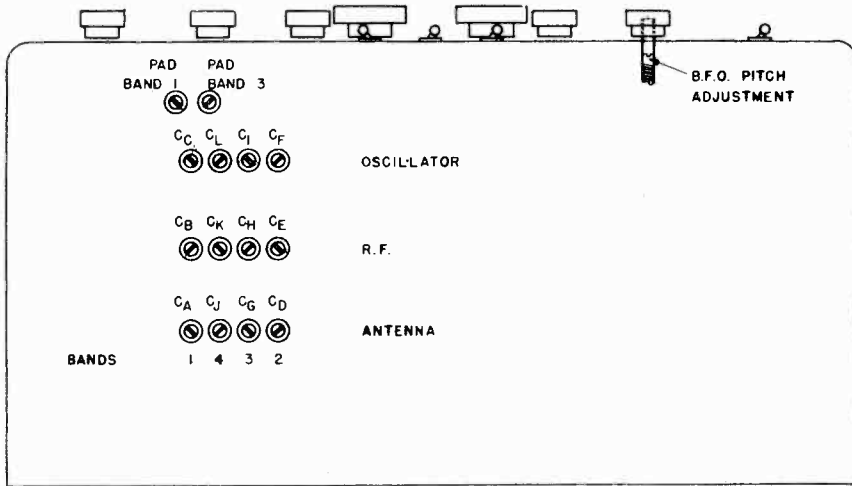 PAD PAD
BAND 1 BAND 3
B.F.O. PITCH
ADJUSTMENT
CC CL CI CF
OSCILLATOR
CB CK CH CE
R.F.
CA CJ CG CD
ANTENNA
BANDS 1 4 3 2